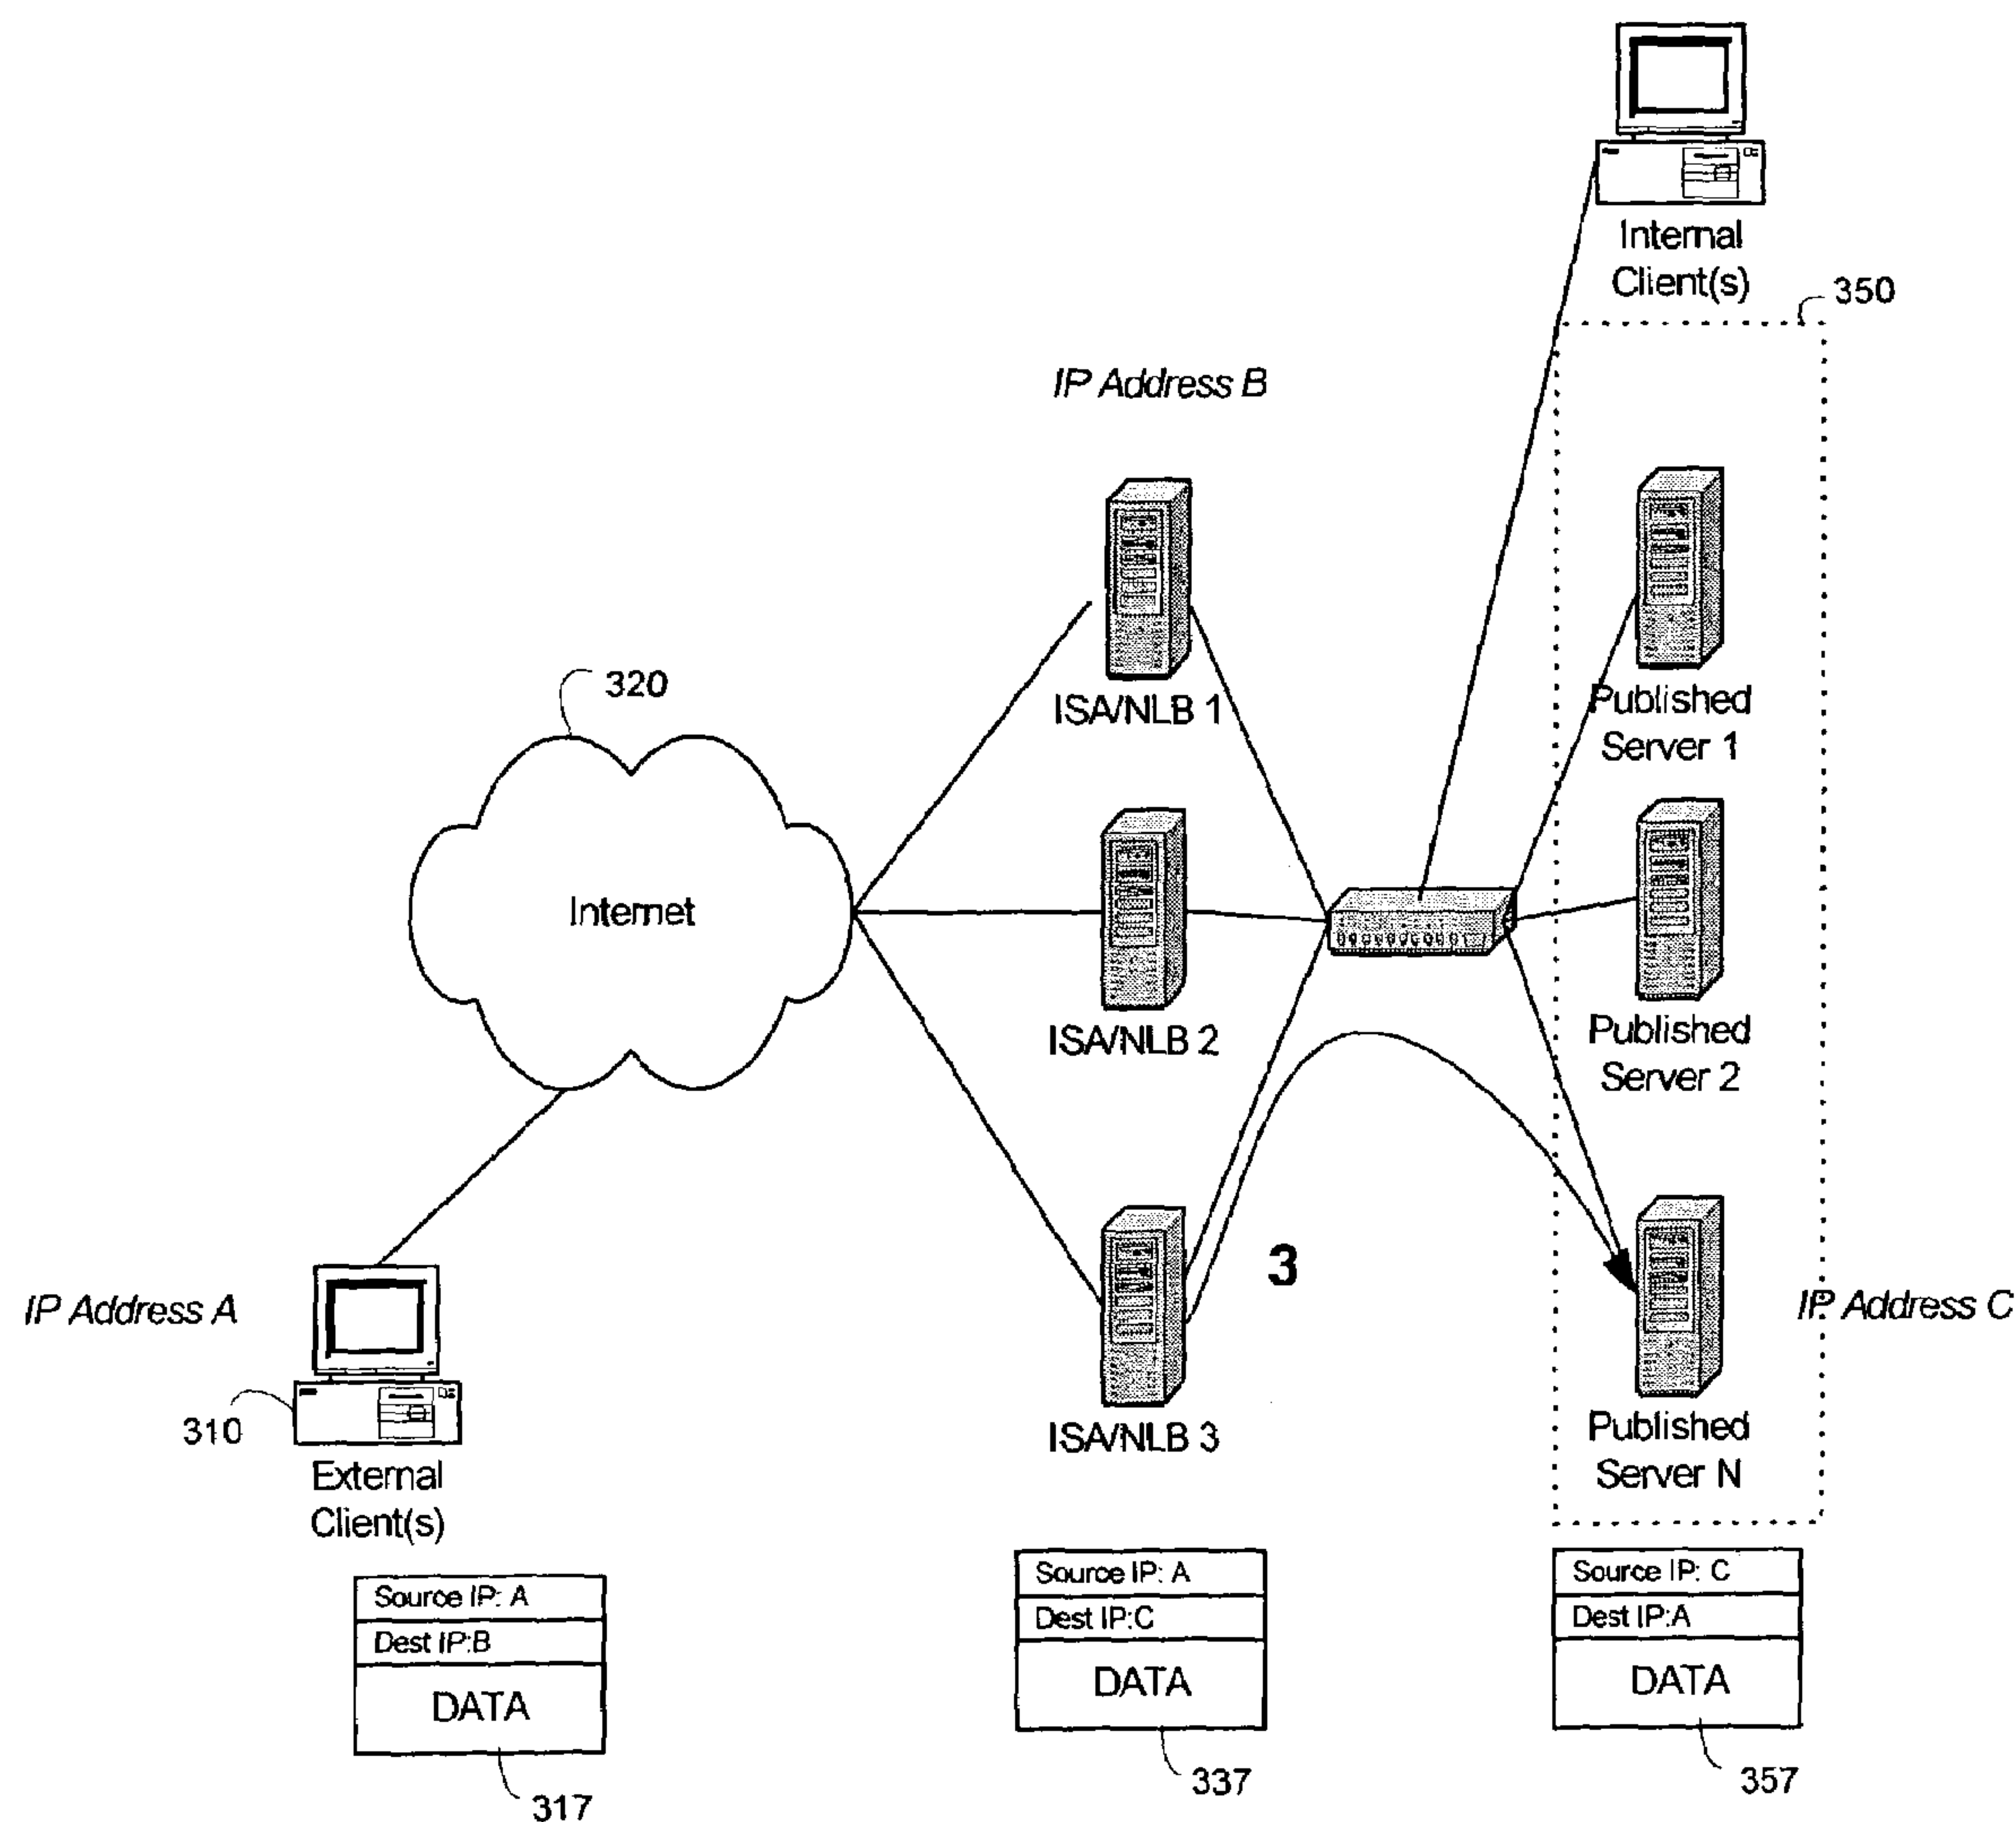 Internal
Client(s)
350
IP Address B
320
ISA/NLB 1
Published
Server 1
Internet
ISA/NLB 2
Published
Server 2
3
IP Address A
IP Address C
310
ISA/NLB 3
Published
Server N
External
Client(s)
Source IP: A
Dest IP:B
DATA
317
Source IP: A
Dest IP:C
DATA
337
Source IP: C
Dest IP:A
DATA
357